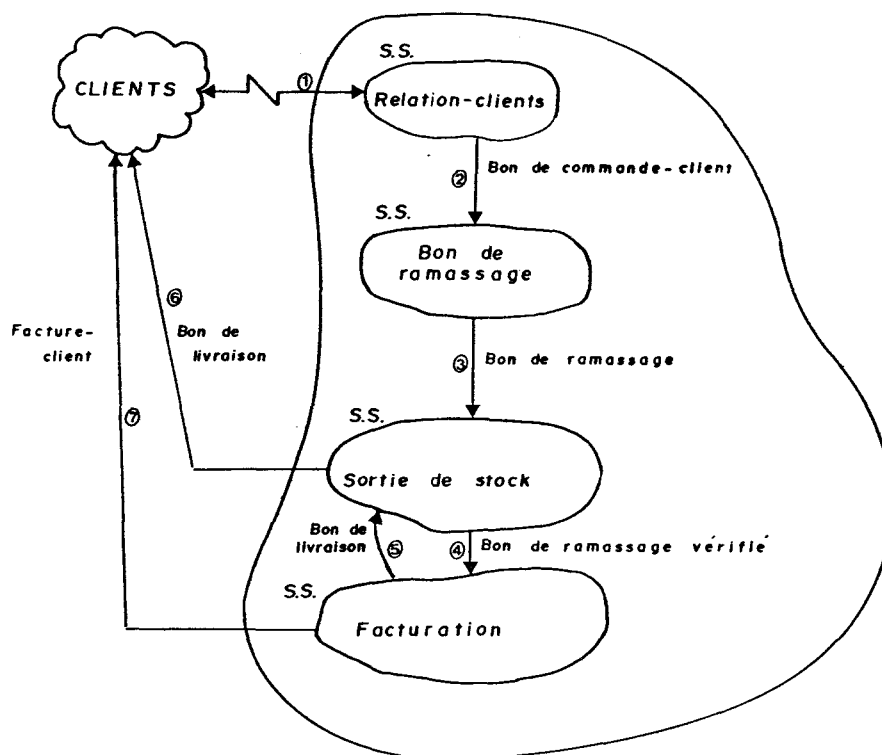 S.S.
CLIENTS
①
Relation-clients
②
Bon de commande-client
S.S.
Bon de
ramassage
⑥
Facture-
client
Bon de
livraison
③
Bon de ramassage
⑦
S.S.
Sortie de stock
Bon de
livraison
⑤
④
Bon de ramassage vérifié
S.S.
Facturation